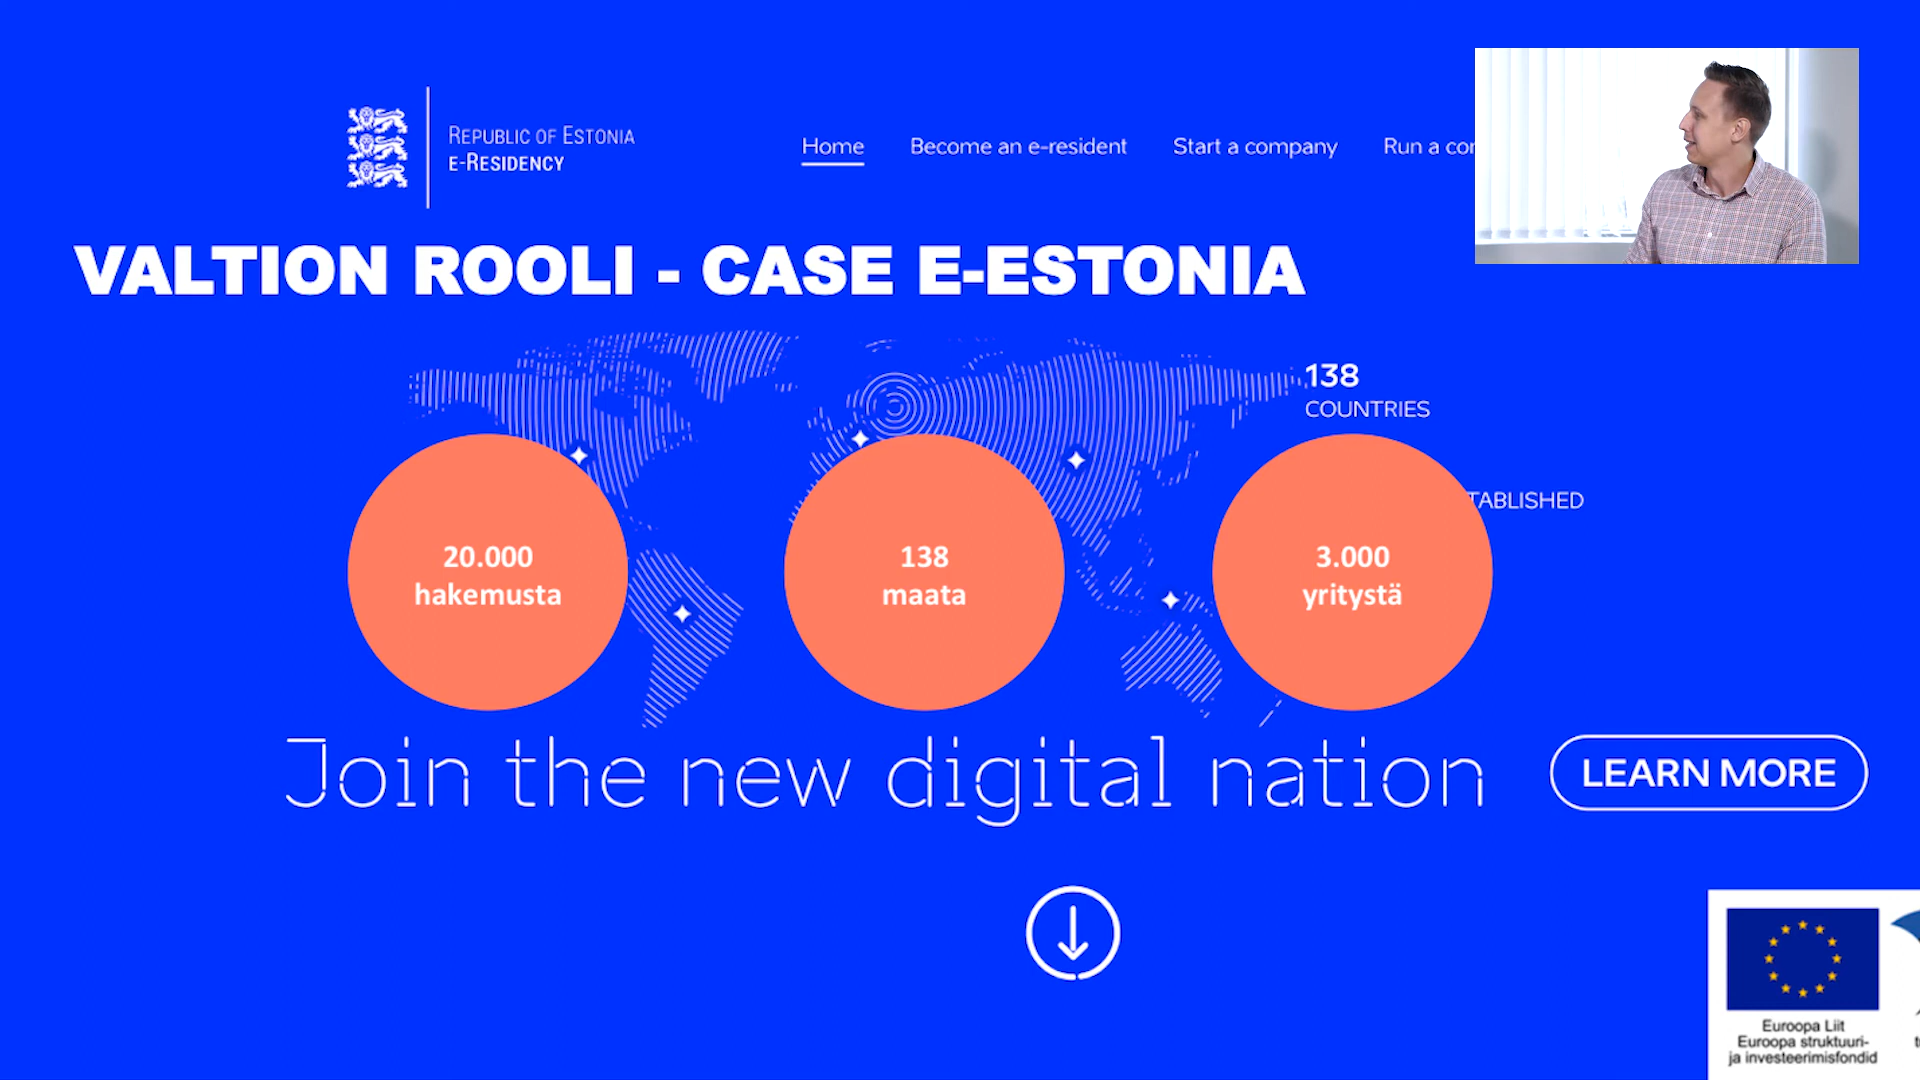 REPUBLIC OF ESTONIA
E-RESIDENCY
Home Become an e-resident Start a company Run a
VALTION ROOLI - CASE E-ESTONIA
138
COUNTRIES
20.000
hakemusta
138
maata
3.000
yritystä
Join the new digital nation
LEARN MORE
Euroopa Liit
Euroopa struktuuri-
ja investeerimisfondid